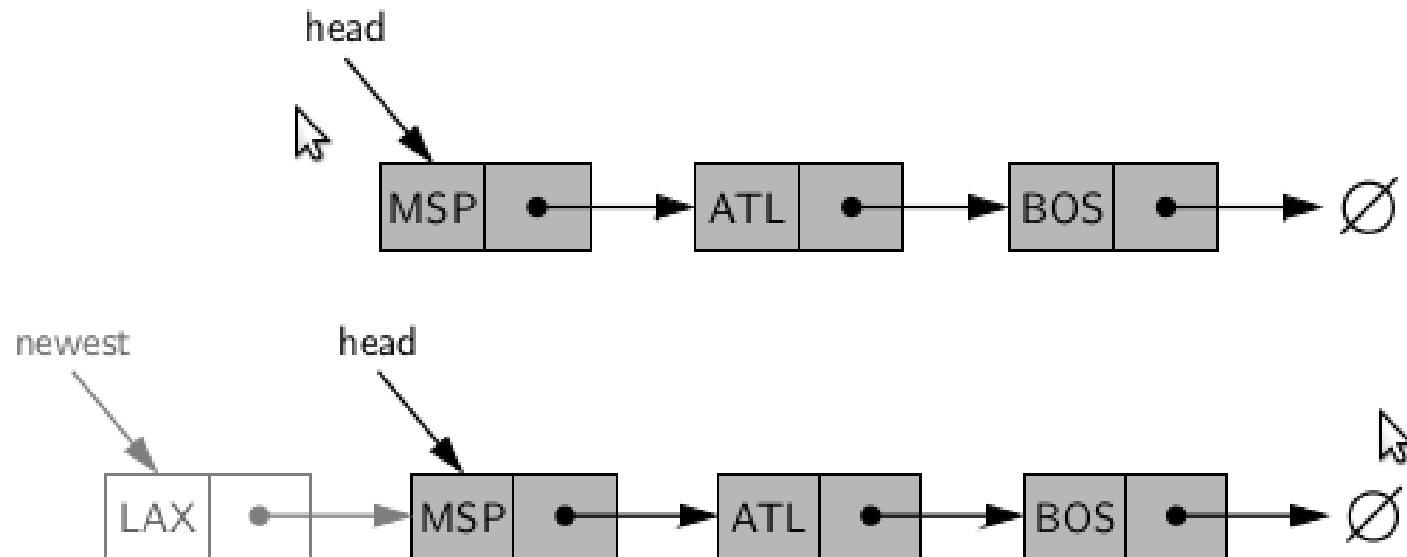 head
MSP ATL BOS ∅
newest head
LAX MSP ATL BOS ∅